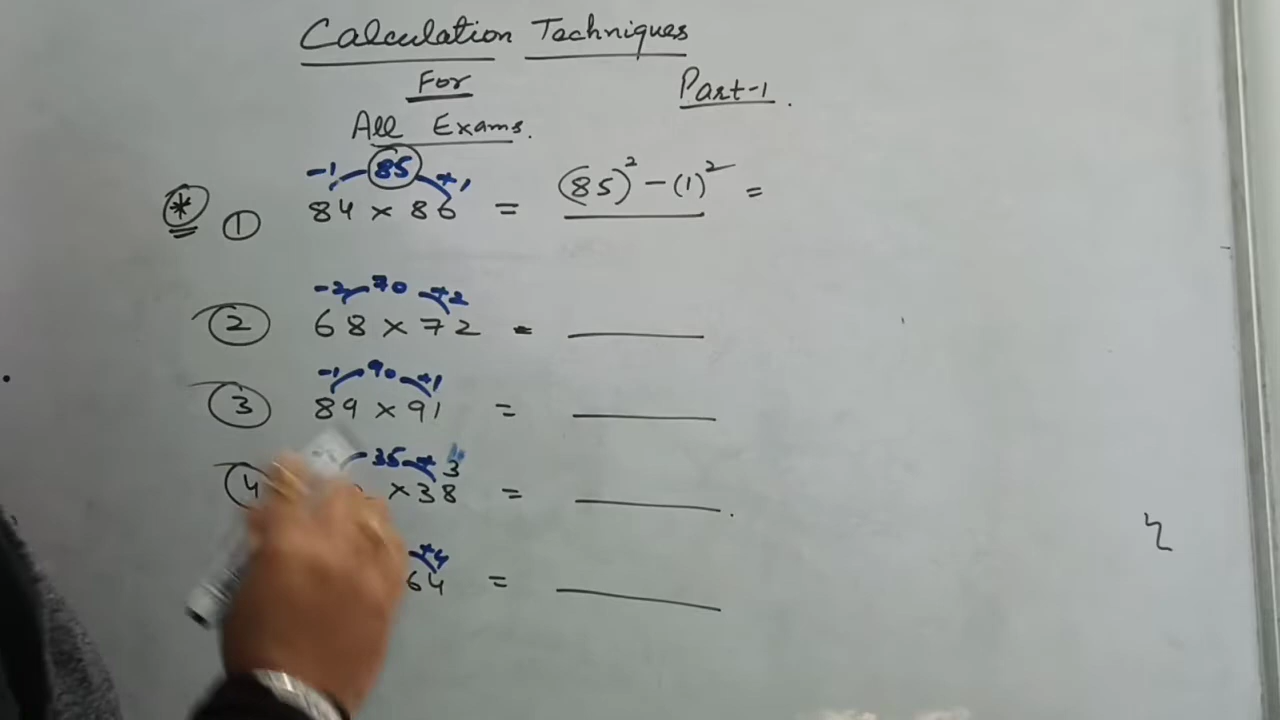 Calculation Techniques
For
Part-1.
All Exams.
-1 85 +1
* ① 84 × 86 = (85)² - (1)² =
-2 70 +2
② 68 × 72 =
-1 90 +1
③ 89 × 91 =
35 + 3
④ × 38 =
+4
64 =